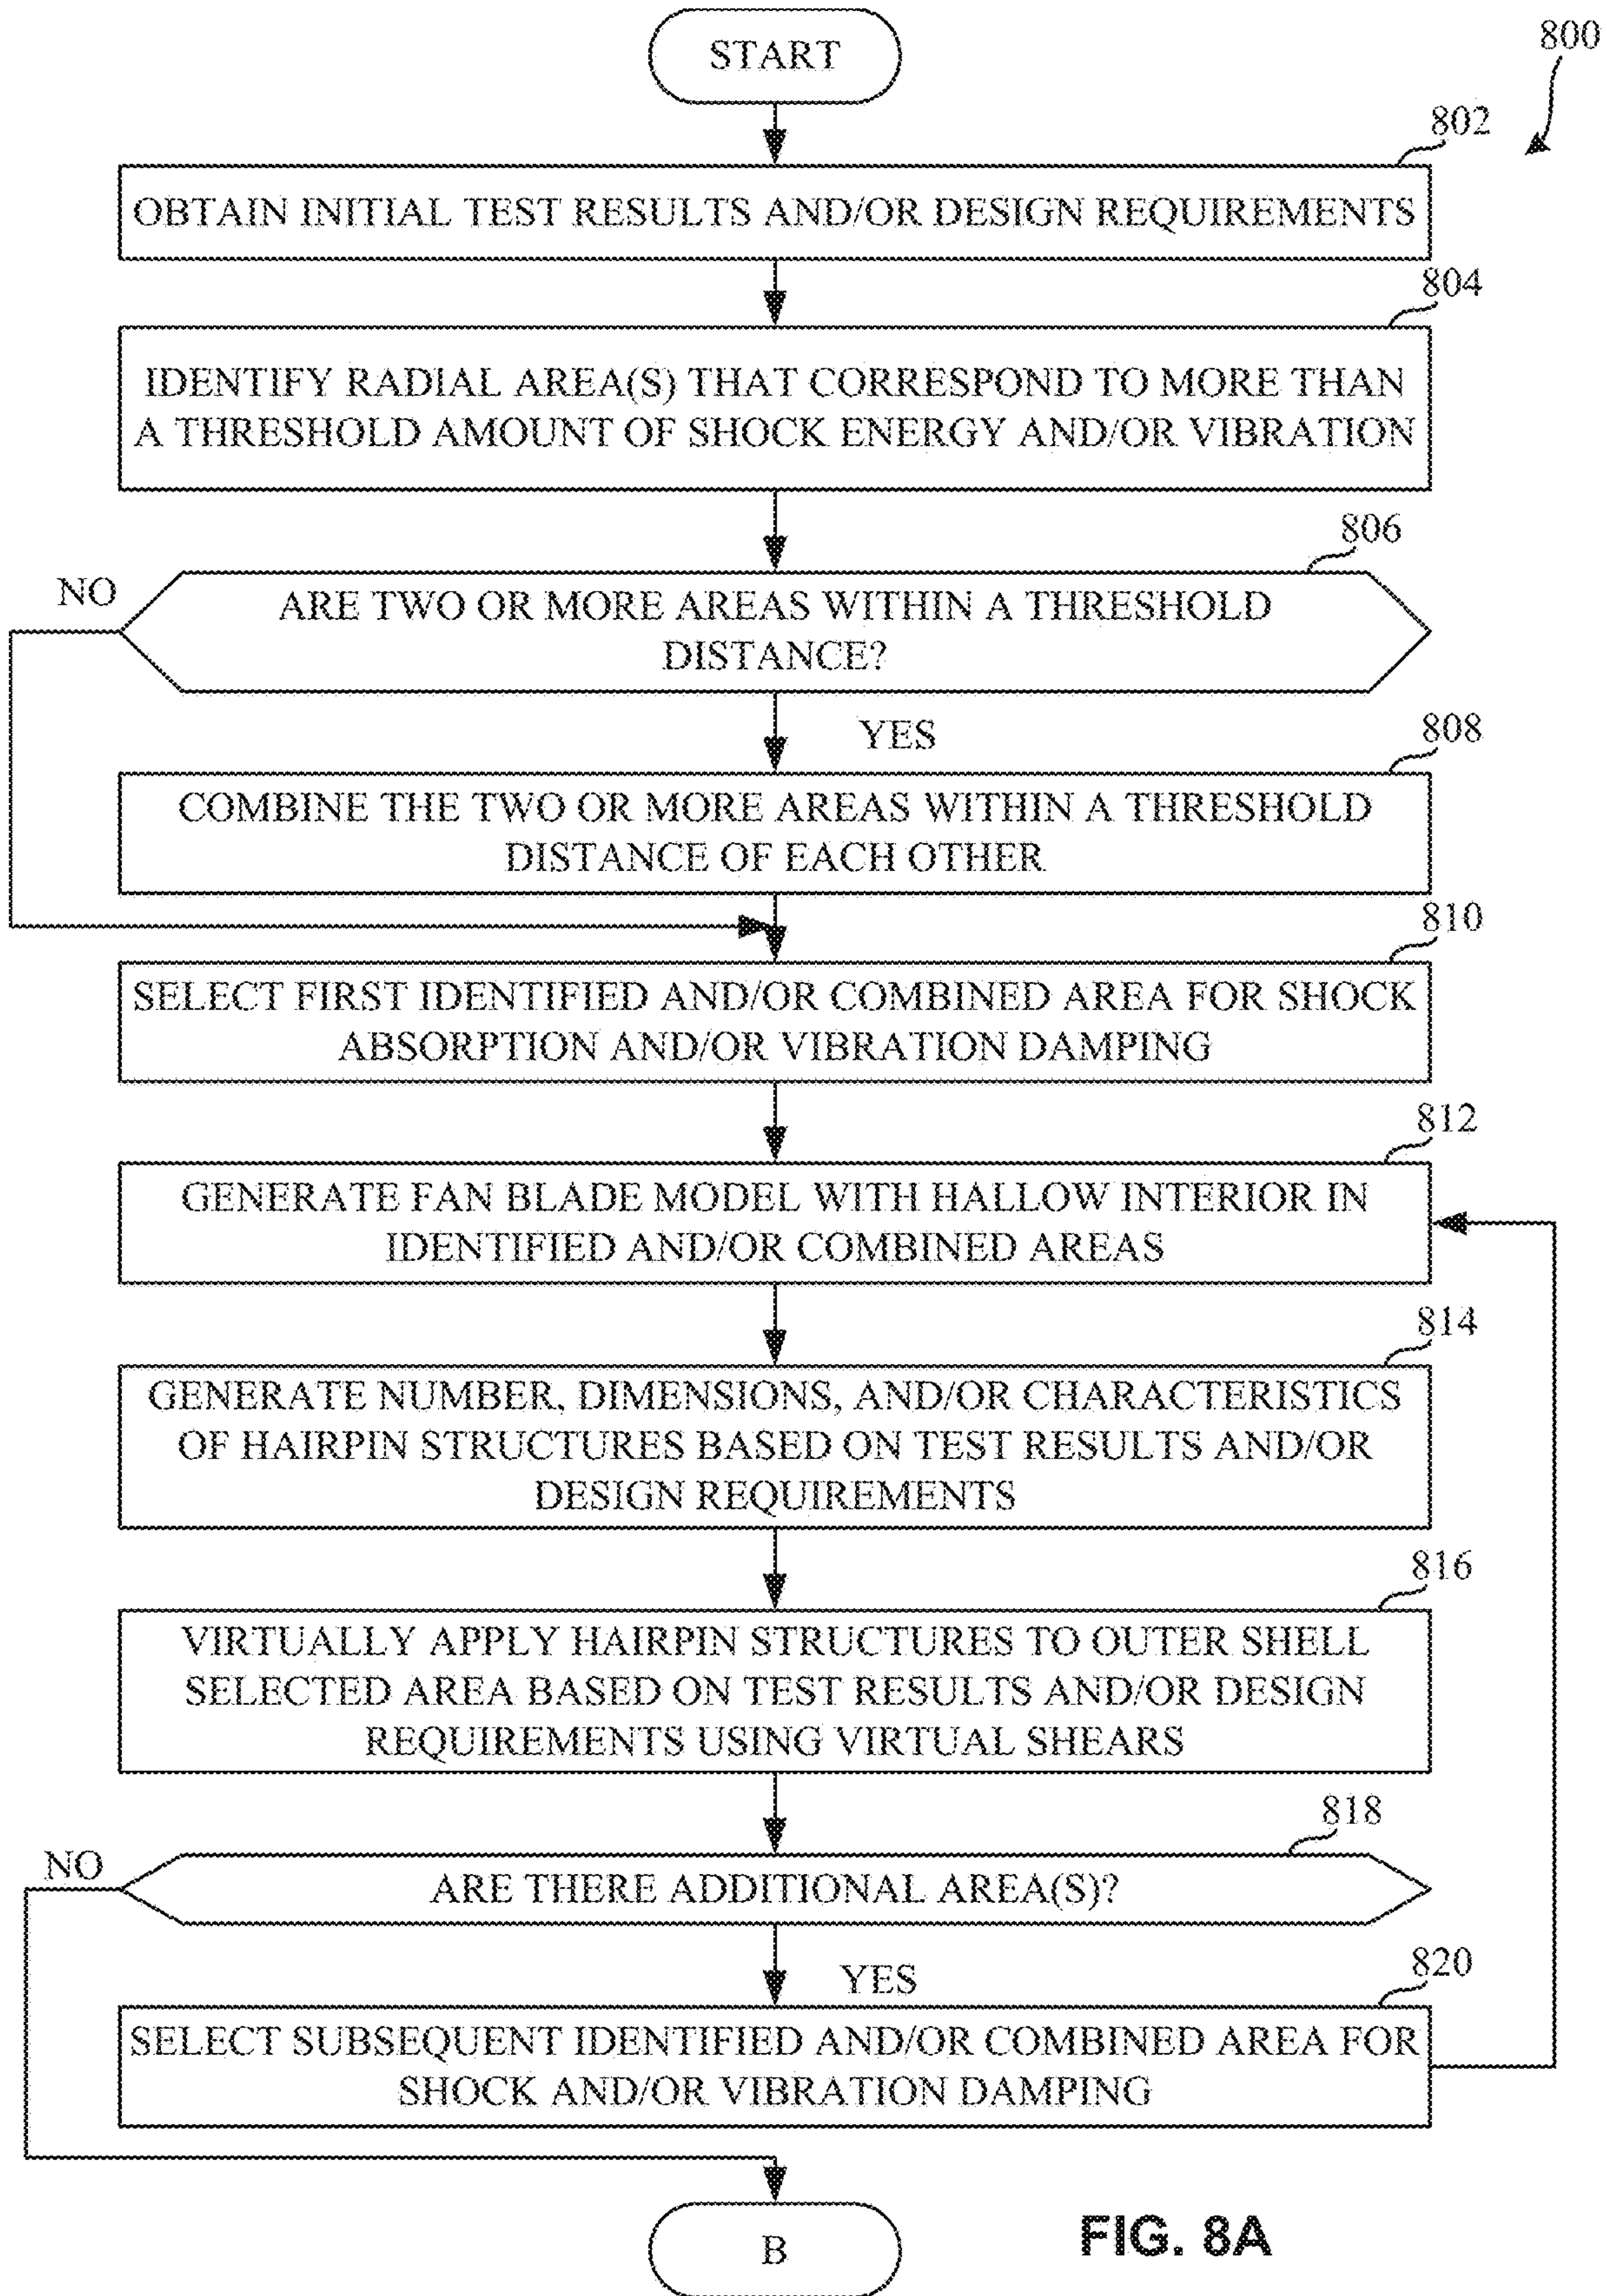 START
800
802
OBTAIN INITIAL TEST RESULTS AND/OR DESIGN REQUIREMENTS
804
IDENTIFY RADIAL AREA(S) THAT CORRESPOND TO MORE THAN
A THRESHOLD AMOUNT OF SHOCK ENERGY AND/OR VIBRATION
806
NO
ARE TWO OR MORE AREAS WITHIN A THRESHOLD
DISTANCE?
YES
808
COMBINE THE TWO OR MORE AREAS WITHIN A THRESHOLD
DISTANCE OF EACH OTHER
810
SELECT FIRST IDENTIFIED AND/OR COMBINED AREA FOR SHOCK
ABSORPTION AND/OR VIBRATION DAMPING
812
GENERATE FAN BLADE MODEL WITH HALLOW INTERIOR IN
IDENTIFIED AND/OR COMBINED AREAS
814
GENERATE NUMBER, DIMENSIONS, AND/OR CHARACTERISTICS
OF HAIRPIN STRUCTURES BASED ON TEST RESULTS AND/OR
DESIGN REQUIREMENTS
816
VIRTUALLY APPLY HAIRPIN STRUCTURES TO OUTER SHELL
SELECTED AREA BASED ON TEST RESULTS AND/OR DESIGN
REQUIREMENTS USING VIRTUAL SHEARS
818
NO
ARE THERE ADDITIONAL AREA(S)?
YES
820
SELECT SUBSEQUENT IDENTIFIED AND/OR COMBINED AREA FOR
SHOCK AND/OR VIBRATION DAMPING
B
FIG. 8A